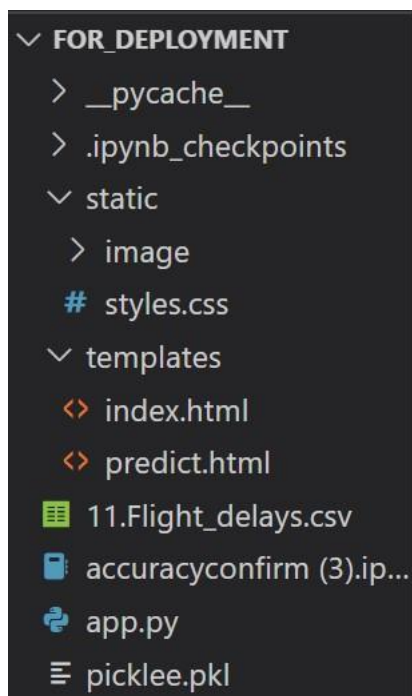 FOR_DEPLOYMENT
__pycache__
.ipynb_checkpoints
static
image
# styles.css
templates
<> index.html
<> predict.html
11.Flight_delays.csv
accuracyconfirm (3).ip...
app.py
picklee.pkl